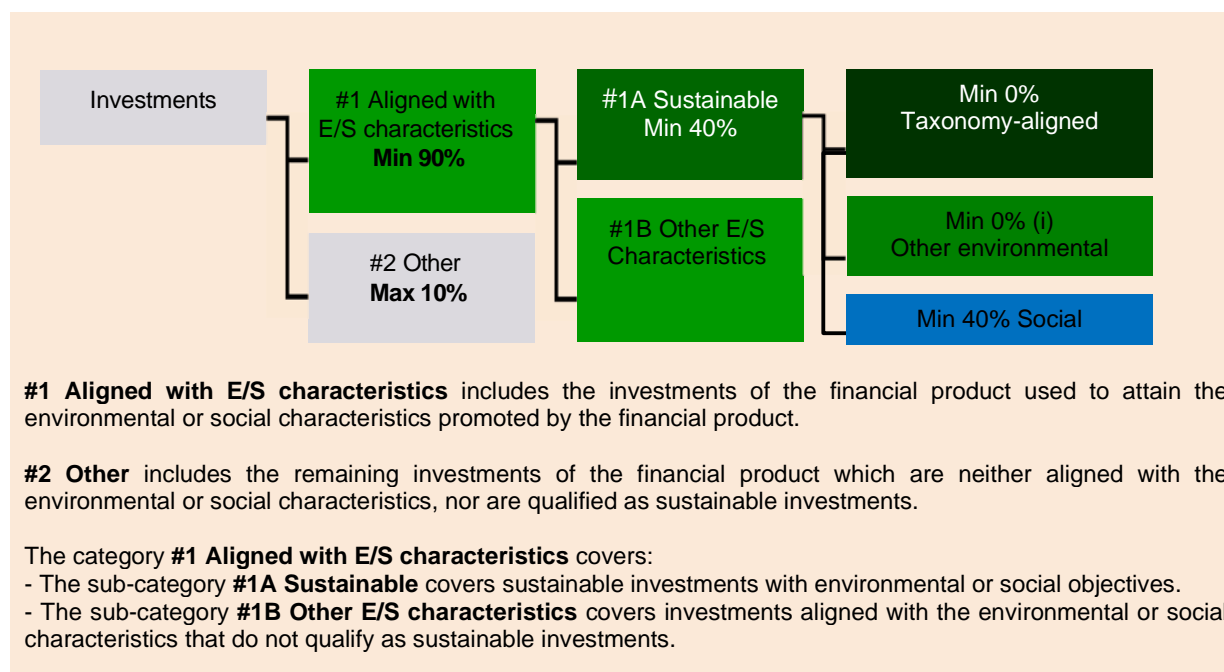 Investments
#1 Aligned with
E/S characteristics
Min 90%
#2 Other
Max 10%
#1A Sustainable
Min 40%
#1B Other E/S
Characteristics
Min 0%
Taxonomy-aligned
Min 0% (i)
Other environmental
Min 40% Social
#1 Aligned with E/S characteristics includes the investments of the financial product used to attain the
environmental or social characteristics promoted by the financial product.
#2 Other includes the remaining investments of the financial product which are neither aligned with the
environmental or social characteristics, nor are qualified as sustainable investments.
The category #1 Aligned with E/S characteristics covers:
- The sub-category #1A Sustainable covers sustainable investments with environmental or social objectives.
- The sub-category #1B Other E/S characteristics covers investments aligned with the environmental or social
characteristics that do not qualify as sustainable investments.